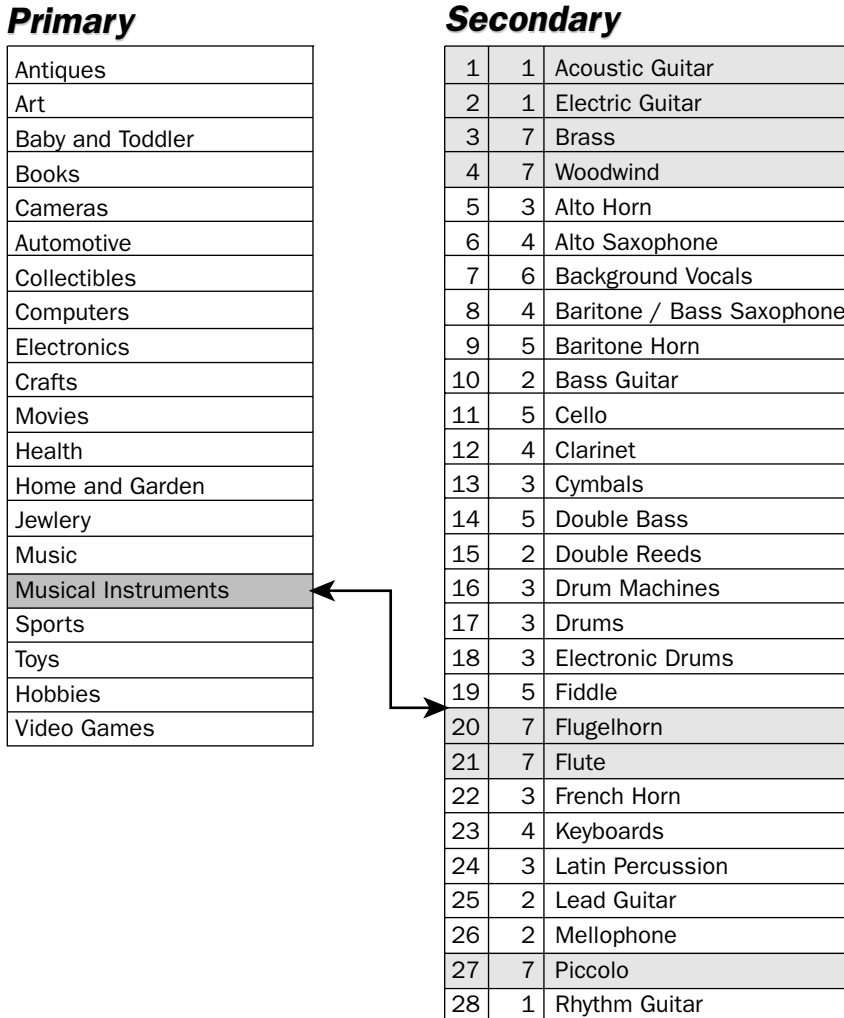 Primary
Antiques
Art
Baby and Toddler
Books
Cameras
Automotive
Collectibles
Computers
Electronics
Crafts
Movies
Health
Home and Garden
Jewlery
Music
Musical Instruments
Sports
Toys
Hobbies
Video Games
Secondary
1 1 Acoustic Guitar
2 1 Electric Guitar
3 7 Brass
4 7 Woodwind
5 3 Alto Horn
6 4 Alto Saxophone
7 6 Background Vocals
8 4 Baritone / Bass Saxophone
9 5 Baritone Horn
10 2 Bass Guitar
11 5 Cello
12 4 Clarinet
13 3 Cymbals
14 5 Double Bass
15 2 Double Reeds
16 3 Drum Machines
17 3 Drums
18 3 Electronic Drums
19 5 Fiddle
20 7 Flugelhorn
21 7 Flute
22 3 French Horn
23 4 Keyboards
24 3 Latin Percussion
25 2 Lead Guitar
26 2 Mellophone
27 7 Piccolo
28 1 Rhythm Guitar